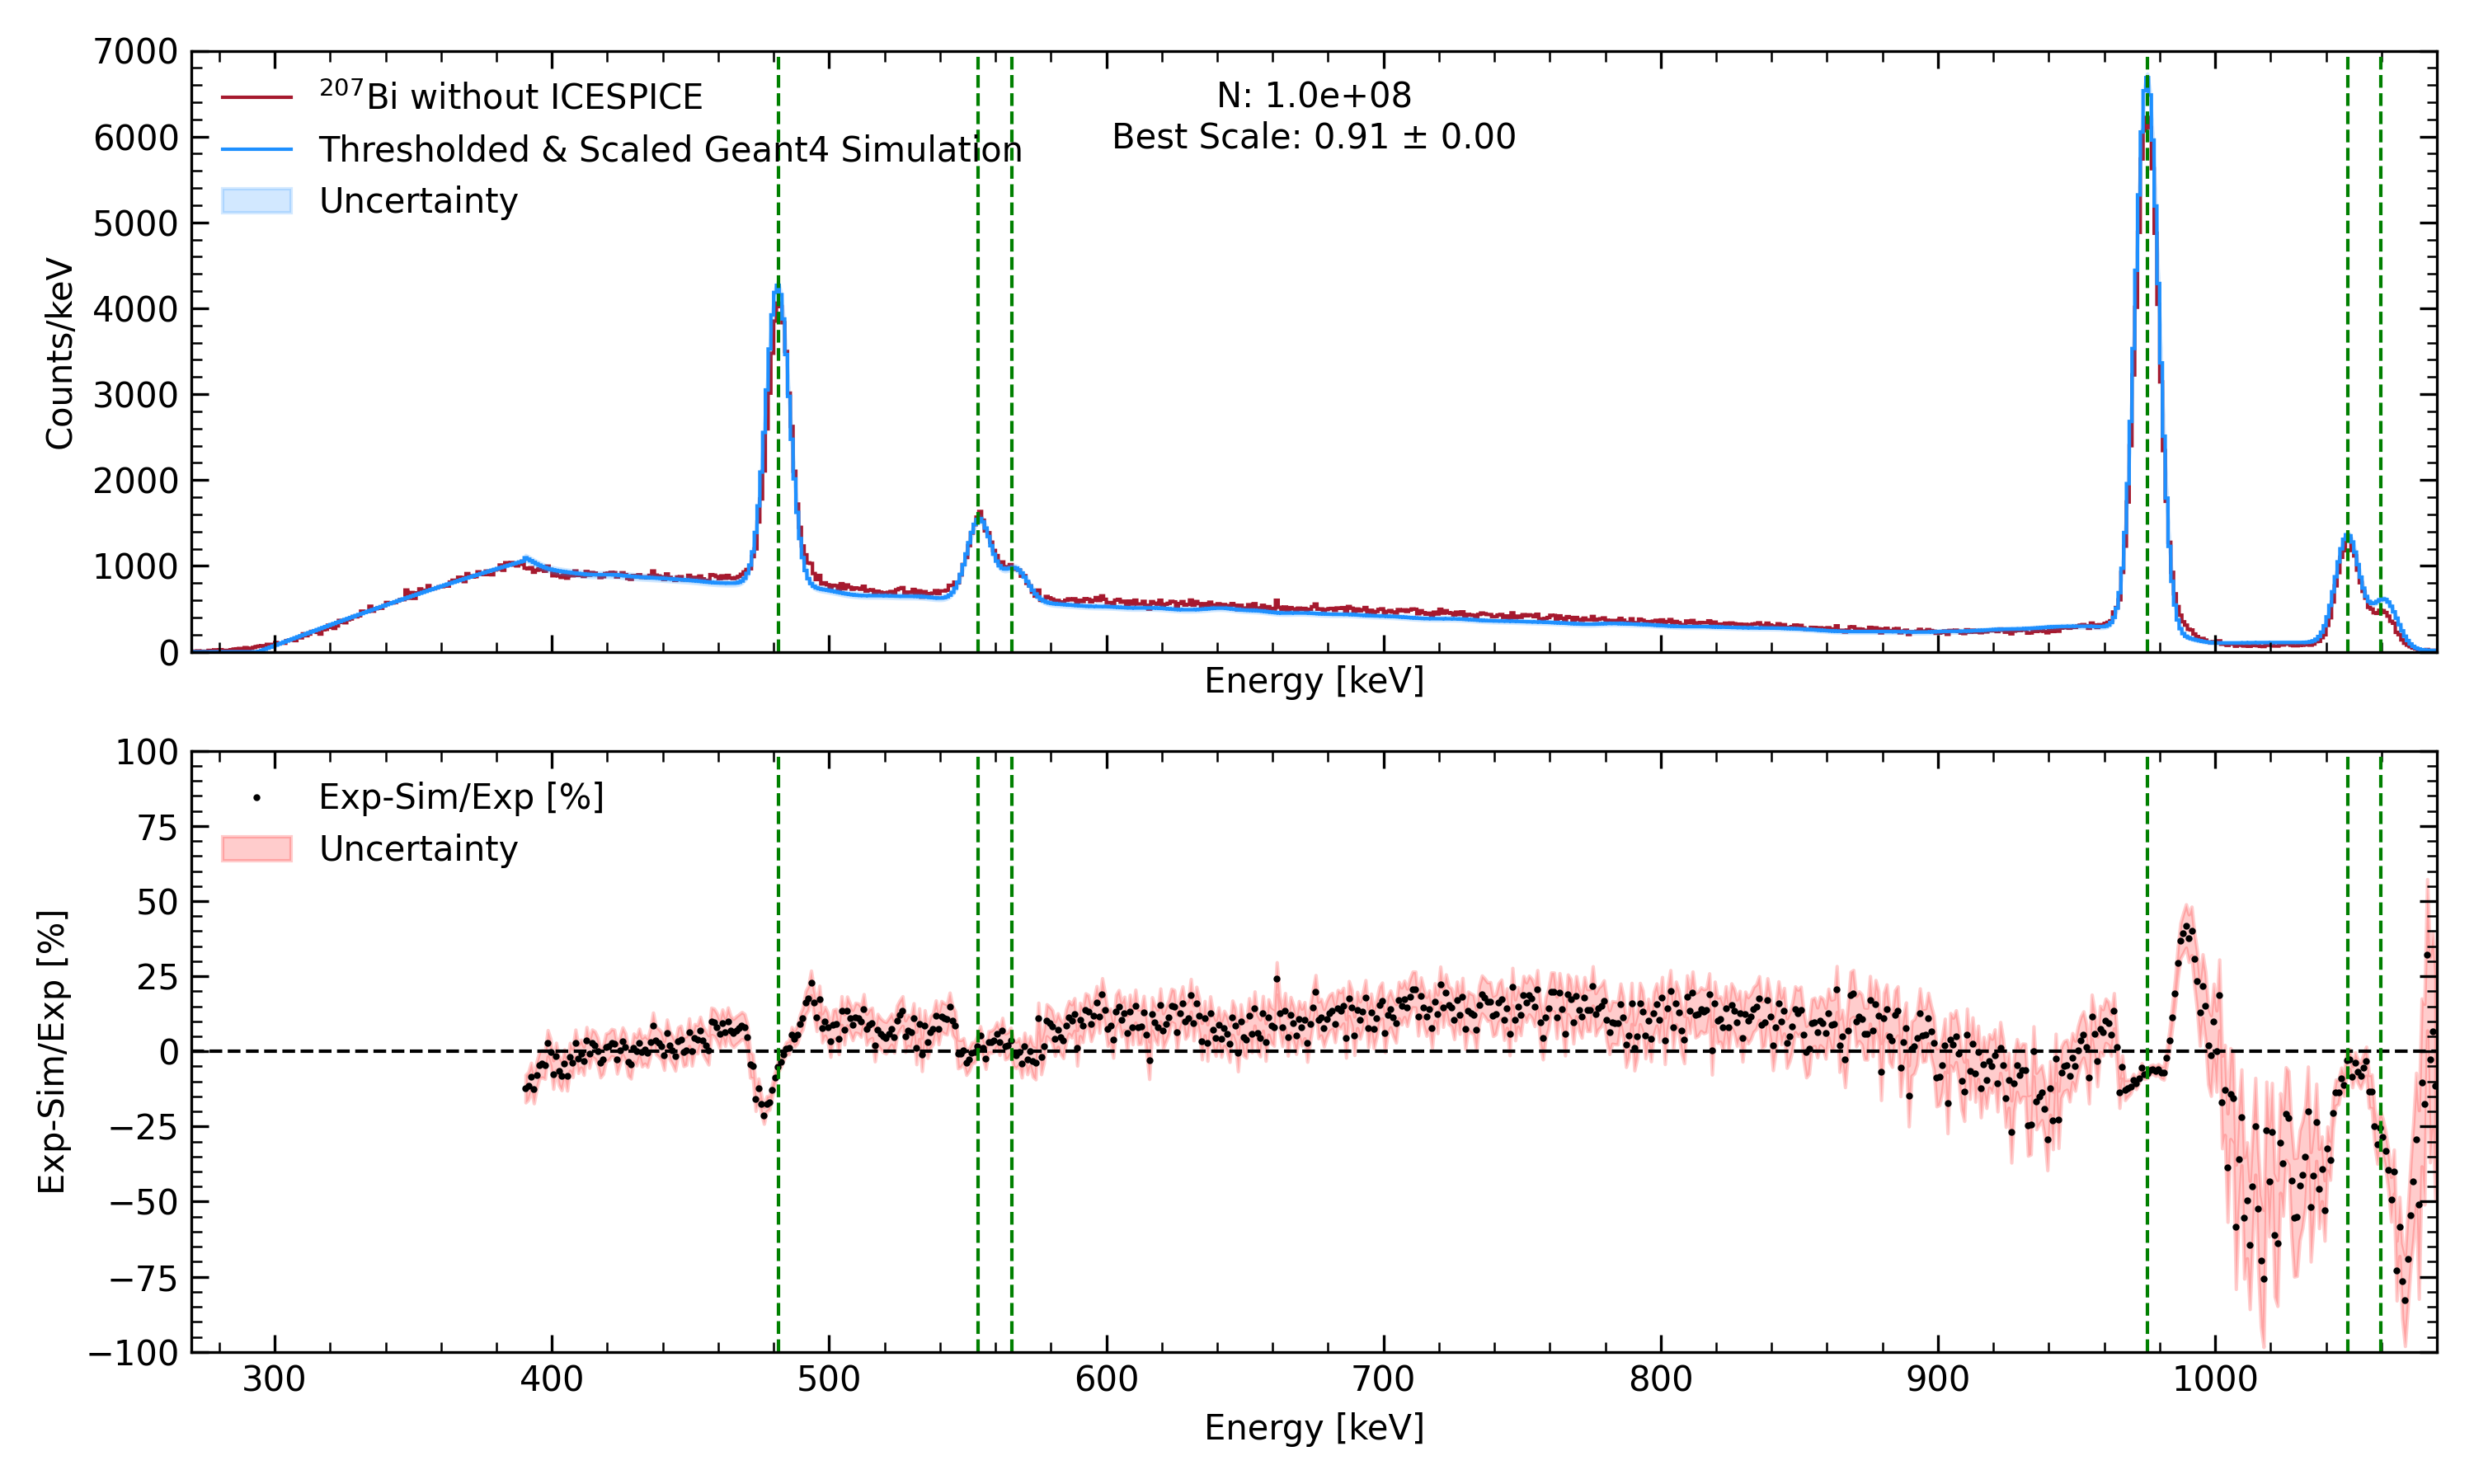 7000
6000
5000
4000
3000
2000
1000
0
Counts/keV
²⁰⁷Bi without ICESPICE
Thresholded & Scaled Geant4 Simulation
Uncertainty
N: 1.0e+08
Best Scale: 0.91 ± 0.00
Energy [keV]
100
75
50
25
0
−25
−50
−75
−100
Exp-Sim/Exp [%]
Exp-Sim/Exp [%]
Uncertainty
300 400 500 600 700 800 900 1000
Energy [keV]